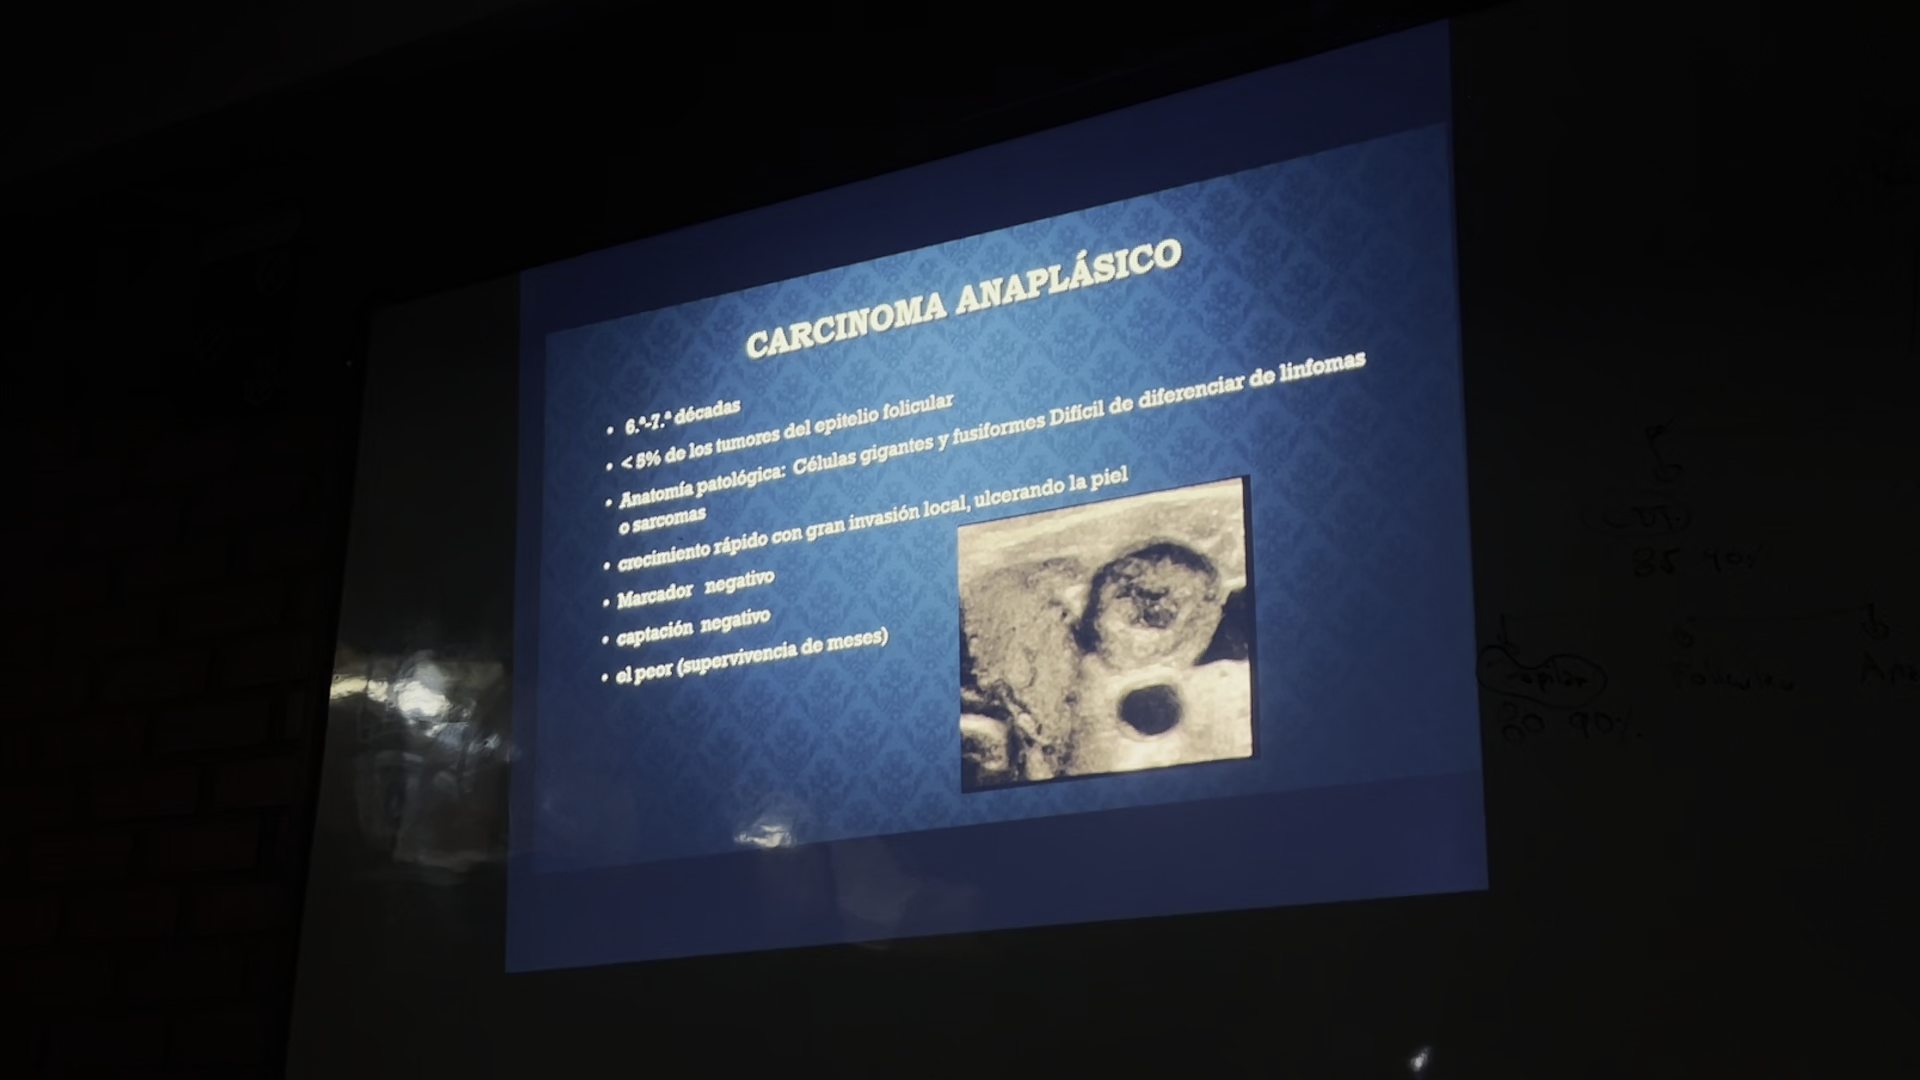 CARCINOMA ANAPLÁSICO
• 6.ª-7.ª décadas
• < 5% de los tumores del epitelio folicular
• Anatomía patológica: Células gigantes y fusiformes Difícil de diferenciar de linfomas
o sarcomas
• crecimiento rápido con gran invasión local, ulcerando la piel
• Marcador negativo
• captación negativo
• el peor (supervivencia de meses)
80 90%